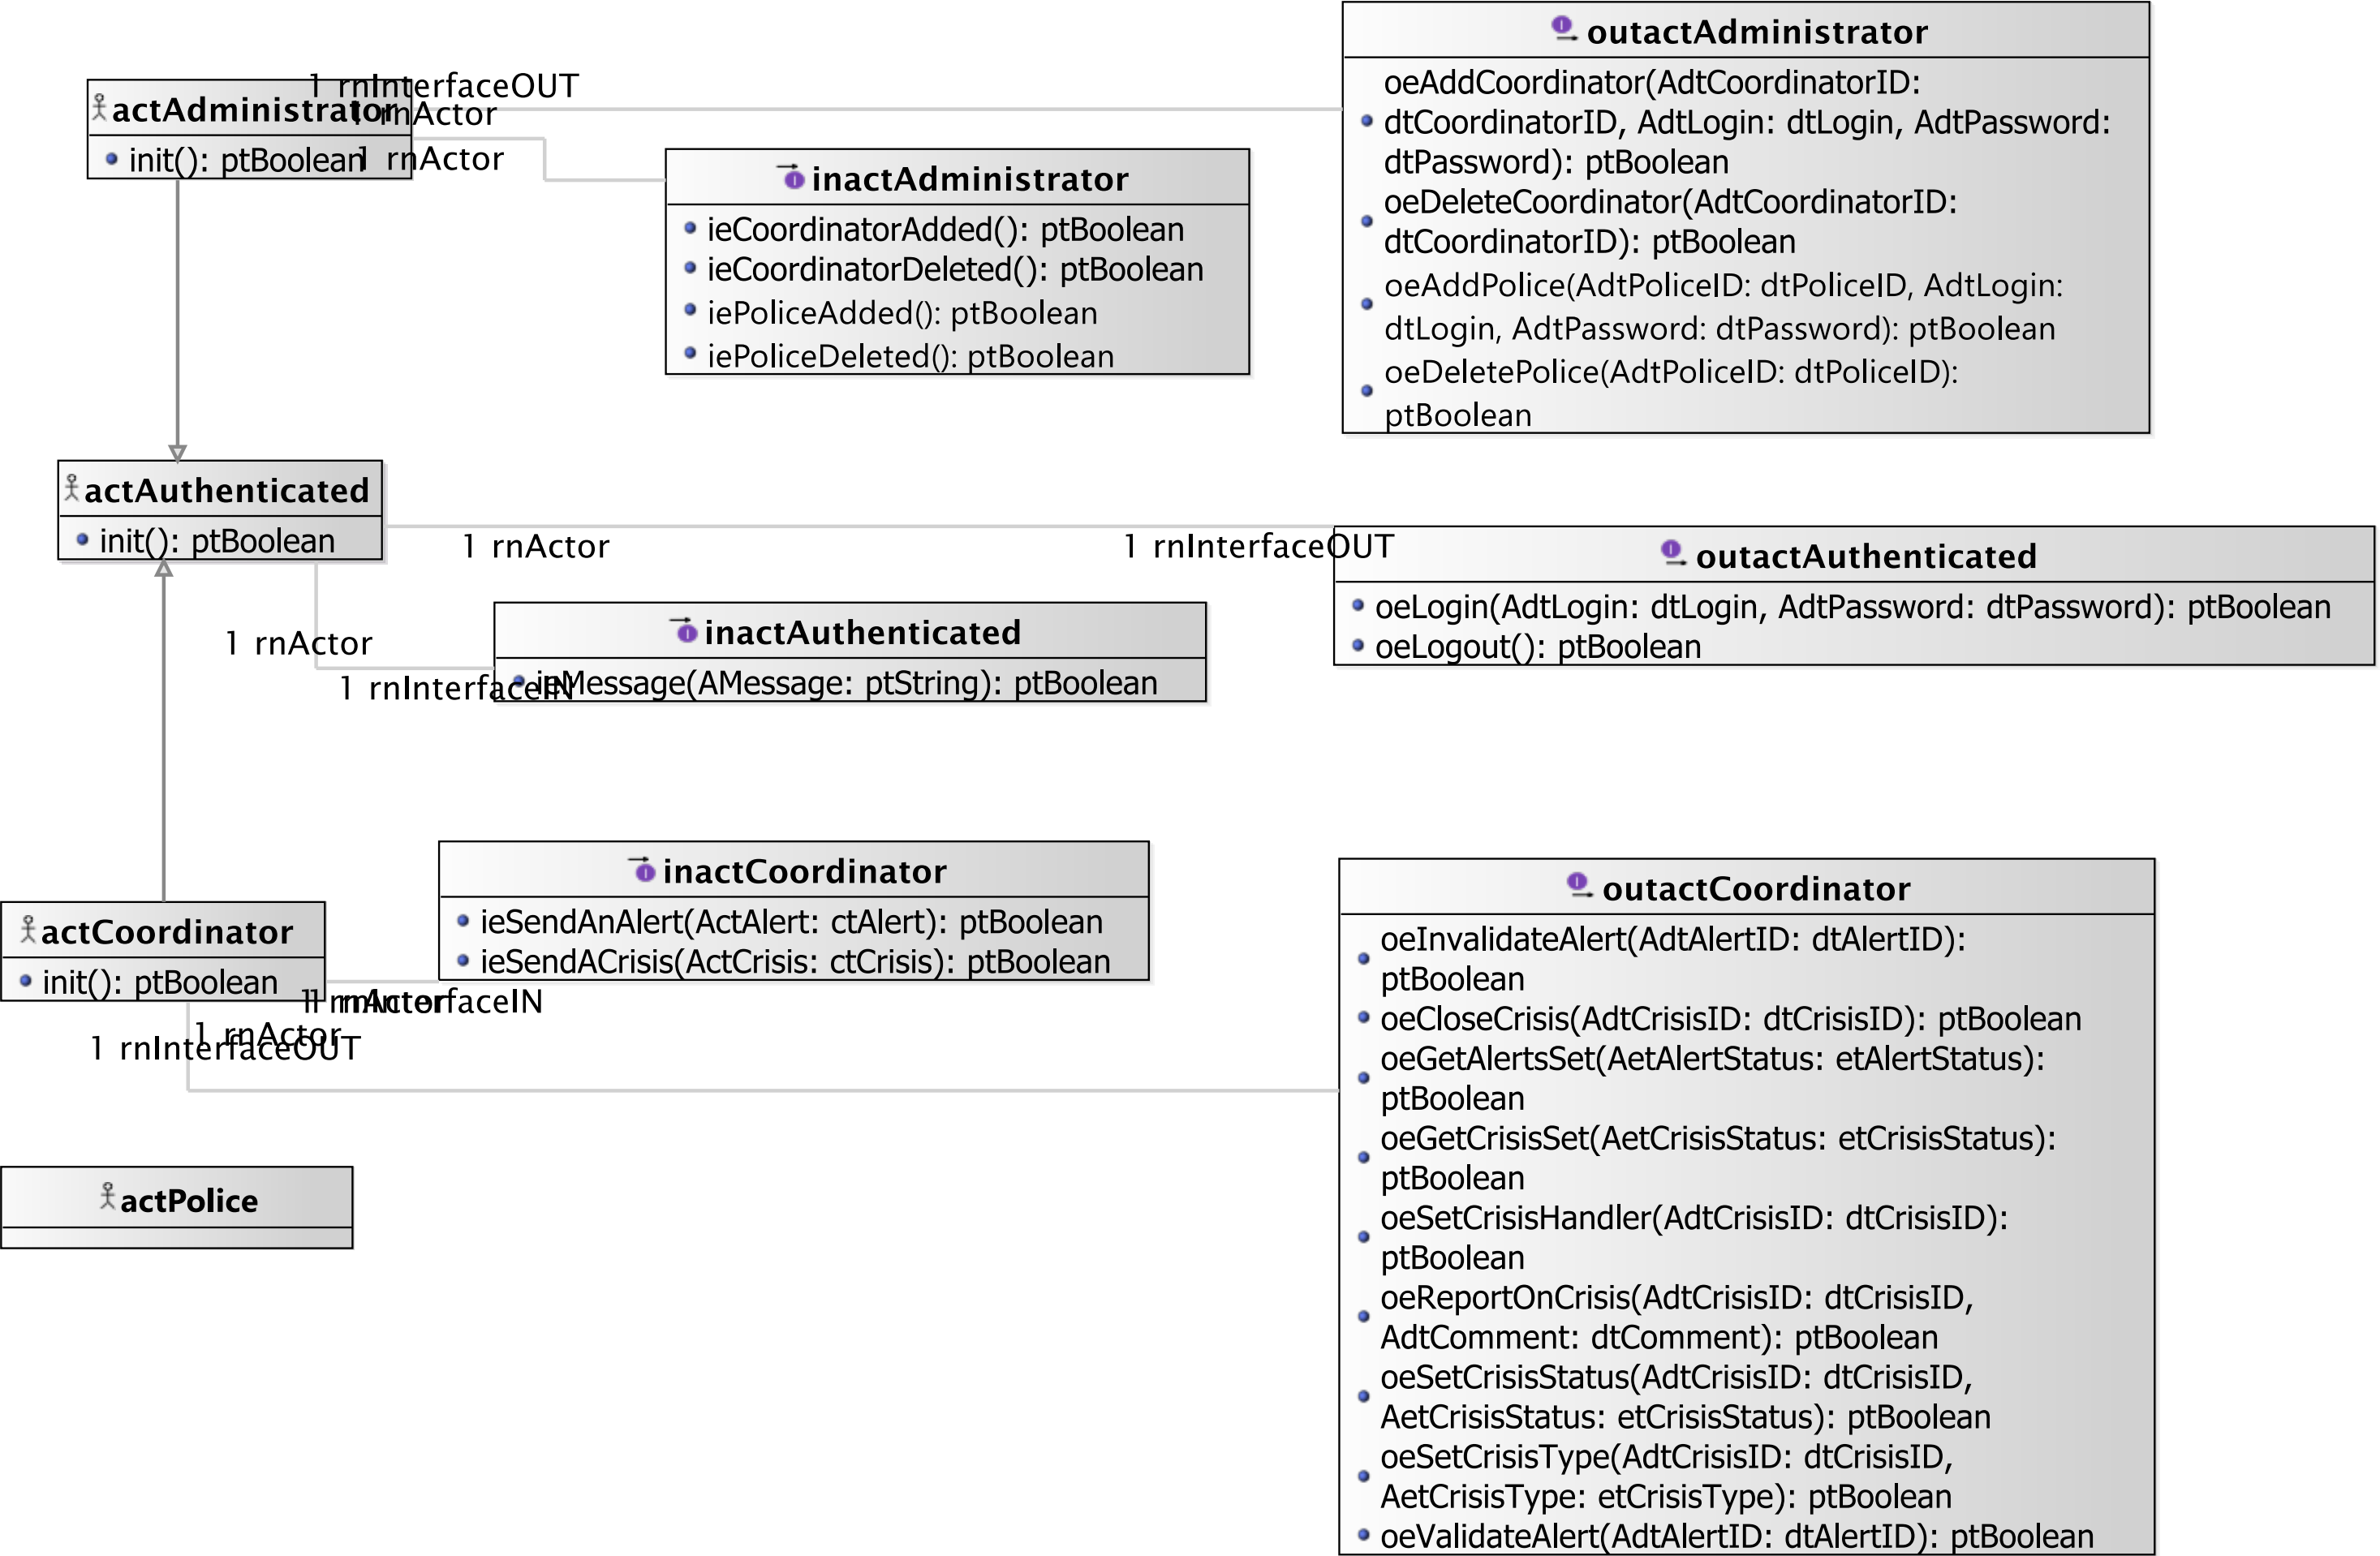 actAdministrator
init(): ptBoolean
1 rnInterfaceOUT
1 rnActor
1 rnActor
outactAdministrator
oeAddCoordinator(AdtCoordinatorID:
dtCoordinatorID, AdtLogin: dtLogin, AdtPassword:
dtPassword): ptBoolean
oeDeleteCoordinator(AdtCoordinatorID:
dtCoordinatorID): ptBoolean
oeAddPolice(AdtPoliceID: dtPoliceID, AdtLogin:
dtLogin, AdtPassword: dtPassword): ptBoolean
oeDeletePolice(AdtPoliceID: dtPoliceID):
ptBoolean
inactAdministrator
ieCoordinatorAdded(): ptBoolean
ieCoordinatorDeleted(): ptBoolean
iePoliceAdded(): ptBoolean
iePoliceDeleted(): ptBoolean
actAuthenticated
init(): ptBoolean
1 rnActor
1 rnInterfaceOUT
outactAuthenticated
oeLogin(AdtLogin: dtLogin, AdtPassword: dtPassword): ptBoolean
oeLogout(): ptBoolean
1 rnActor
1 rnInterfaceIN
inactAuthenticated
ieMessage(AMessage: ptString): ptBoolean
inactCoordinator
ieSendAnAlert(ActAlert: ctAlert): ptBoolean
ieSendACrisis(ActCrisis: ctCrisis): ptBoolean
actCoordinator
init(): ptBoolean
1 rnActor
1 rnInterfaceIN
1 rnActor
1 rnInterfaceOUT
outactCoordinator
oeInvalidateAlert(AdtAlertID: dtAlertID):
ptBoolean
oeCloseCrisis(AdtCrisisID: dtCrisisID): ptBoolean
oeGetAlertsSet(AetAlertStatus: etAlertStatus):
ptBoolean
oeGetCrisisSet(AetCrisisStatus: etCrisisStatus):
ptBoolean
oeSetCrisisHandler(AdtCrisisID: dtCrisisID):
ptBoolean
oeReportOnCrisis(AdtCrisisID: dtCrisisID,
AdtComment: dtComment): ptBoolean
oeSetCrisisStatus(AdtCrisisID: dtCrisisID,
AetCrisisStatus: etCrisisStatus): ptBoolean
oeSetCrisisType(AdtCrisisID: dtCrisisID,
AetCrisisType: etCrisisType): ptBoolean
oeValidateAlert(AdtAlertID: dtAlertID): ptBoolean
actPolice